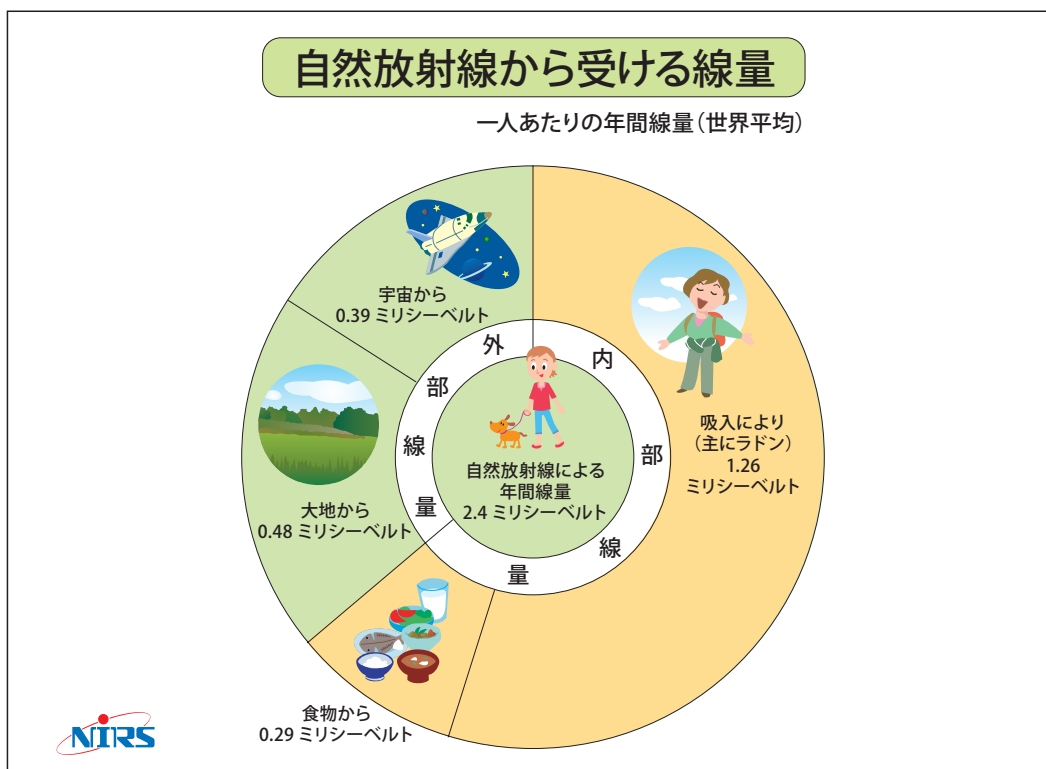 自然放射線から受ける線量
一人あたりの年間線量(世界平均)
宇宙から
0.39 ミリシーベルト
大地から
0.48 ミリシーベルト
食物から
0.29 ミリシーベルト
吸入により
(主にラドン)
1.26
ミリシーベルト
外部線量
内部線量
自然放射線による
年間線量
2.4 ミリシーベルト
NIRS